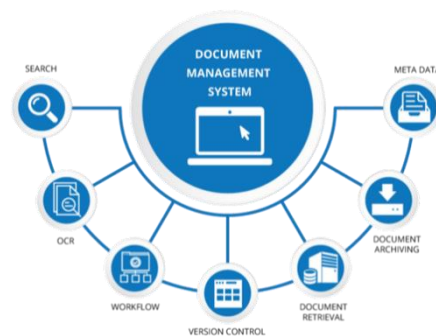 DOCUMENT
MANAGEMENT
SYSTEM
SEARCH
META DATA
OCR
DOCUMENT
ARCHIVING
WORKFLOW
DOCUMENT
RETRIEVAL
VERSION CONTROL